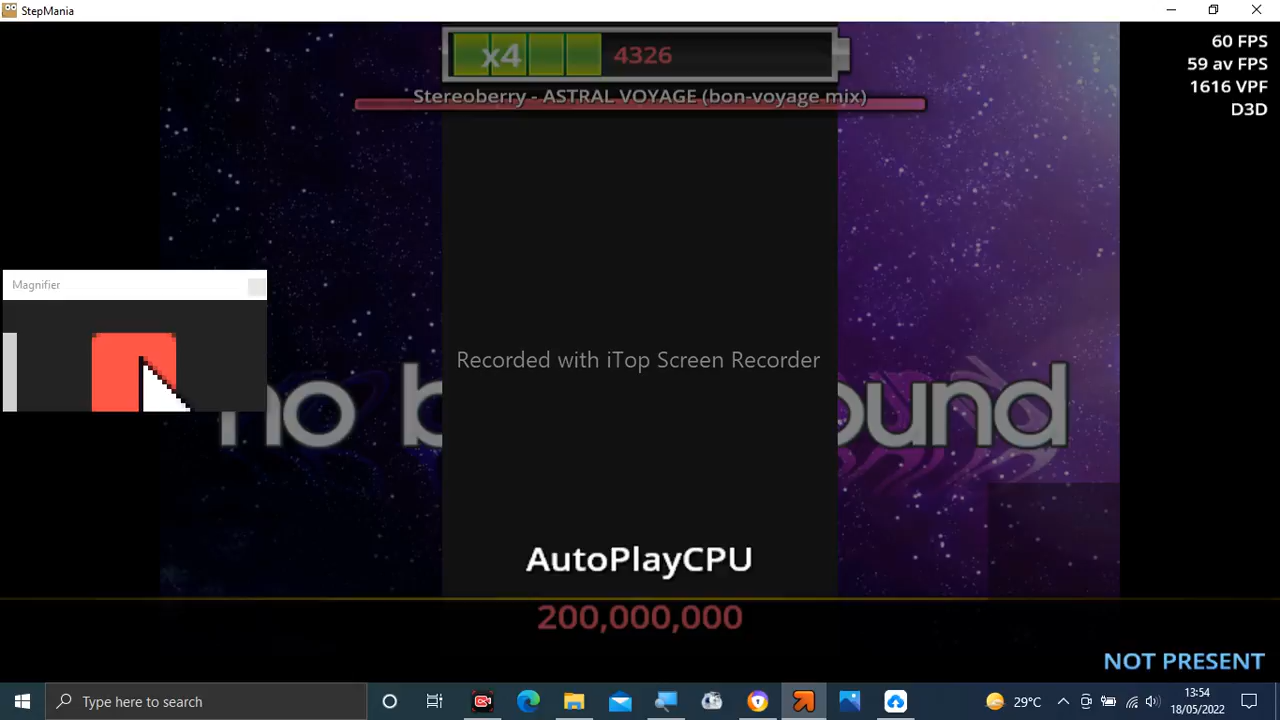 StepMania
60 FPS
59 av FPS
1616 VPF
D3D
x4
4326
Stereoberry - ASTRAL VOYAGE (bon-voyage mix)
Magnifier
Recorded with iTop Screen Recorder
no b
ound
AutoPlayCPU
200,000,000
NOT PRESENT
Type here to search
29°C
13:54
18/05/2022